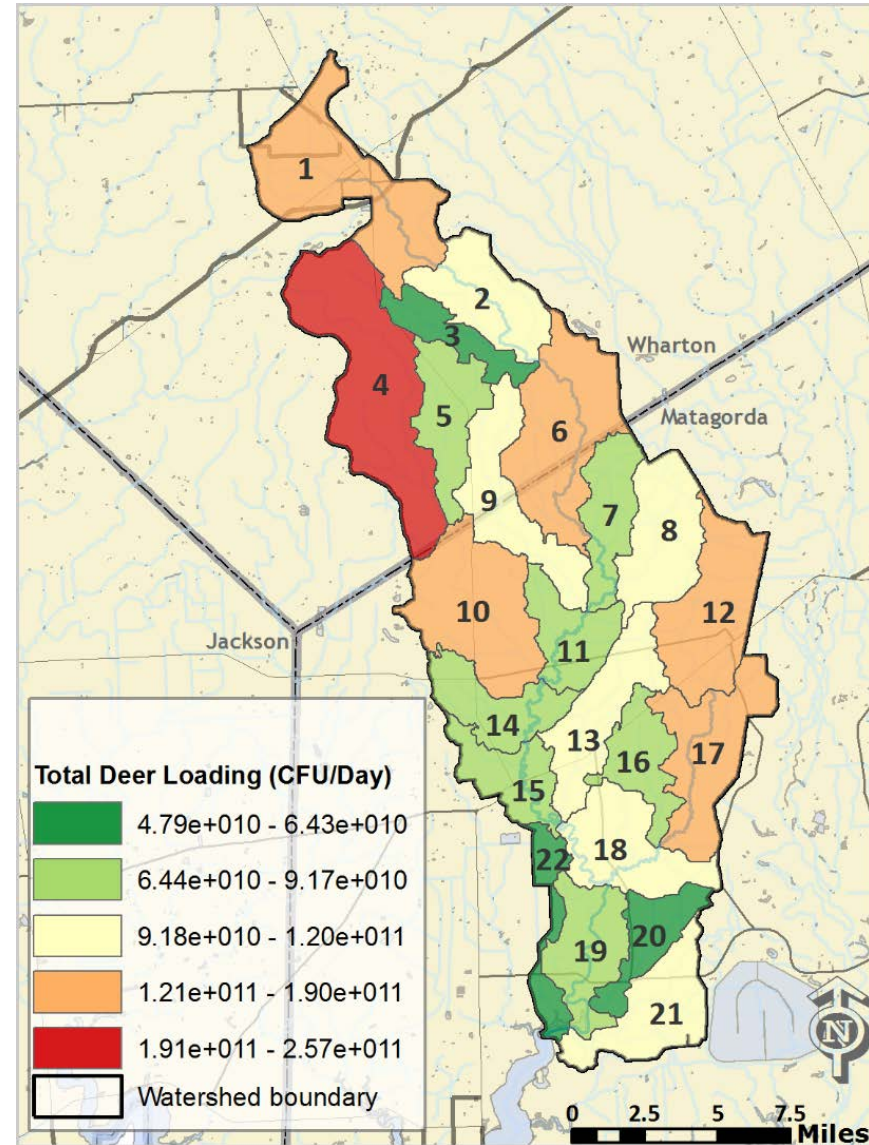 1
2
3
Wharton
4
5
6
Matagorda
9
7
8
10
12
Jackson
11
14
13
16
17
15
22
18
19
20
21
Total Deer Loading (CFU/Day)
4.79e+010 - 6.43e+010
6.44e+010 - 9.17e+010
9.18e+010 - 1.20e+011
1.21e+011 - 1.90e+011
1.91e+011 - 2.57e+011
Watershed boundary
N
0 2.5 5 7.5
Miles